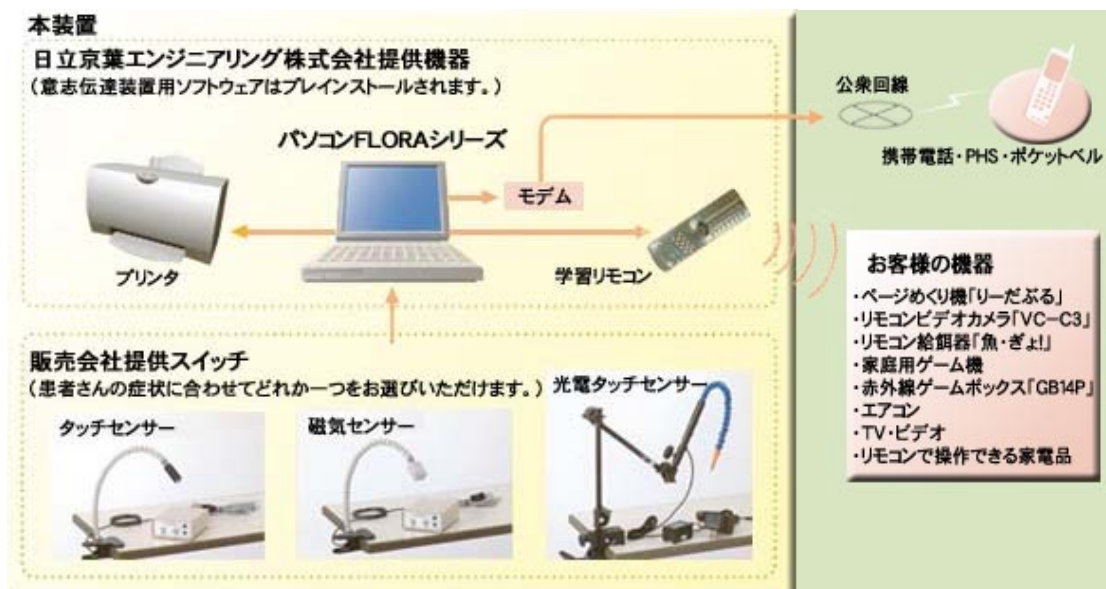 本装置
日立京葉エンジニアリング株式会社提供機器
(意志伝達装置用ソフトウェアはプレインストールされます。)
パソコンFLORAシリーズ
モデム
プリンタ
学習リモコン
公衆回線
携帯電話・PHS・ポケットベル
お客様の機器
・ページめくり機「りーだぶる」
・リモコンビデオカメラ「VC-C3」
・リモコン給餌器「魚・ぎょ!」
・家庭用ゲーム機
・赤外線ゲームボックス「GB14P」
・エアコン
・TV・ビデオ
・リモコンで操作できる家電品
販売会社提供スイッチ
(患者さんの症状に合わせてどれか一つをお選びいただけます。)
タッチセンサー
磁気センサー
光電タッチセンサー